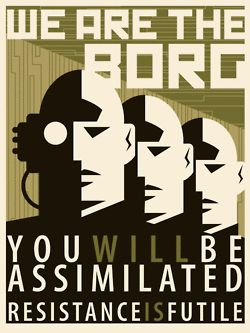 WE ARE THE
BORG
YOU WILL BE
ASSIMILATED
RESISTANCE IS FUTILE